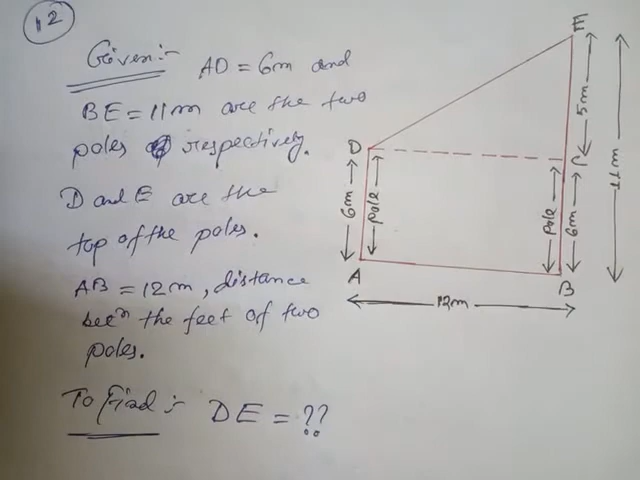 12
Given :- AD = 6m and
BE = 11m are the two
poles respectively.
D and E are the
top of the poles.
AB = 12m, distance
beeⁿ the feet of two
poles.
To Find :- DE = ??
E
5m
D
C
11m
6m
pole
pole
6m
A
B
12m